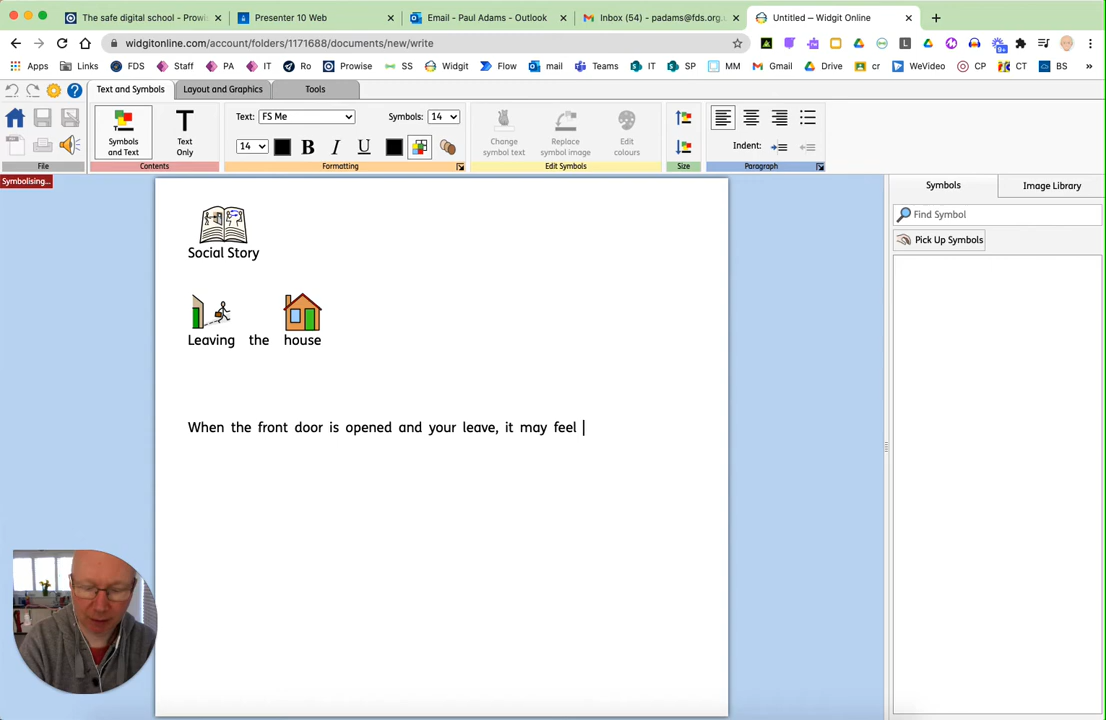 The safe digital school - Prowi
Presenter 10 Web
Email - Paul Adams - Outlook
Inbox (54) - padams@fds.org.u
Untitled — Widgit Online
widgitonline.com/account/folders/1171688/documents/new/write
Apps Links FDS Staff PA IT Ro Prowise SS Widgit Flow mail Teams IT SP MM Gmail Drive cr WeVideo CP CT BS
Text and Symbols Layout and Graphics Tools
Text: FS Me Symbols: 14
Symbols and Text
Text Only
14 B I U
Change symbol text
Replace symbol image
Edit colours
Indent:
File Contents Formatting Edit Symbols Size Paragraph
Symbolising...
Symbols Image Library
Find Symbol
Pick Up Symbols
Social Story
Leaving the house
When the front door is opened and your leave, it may feel